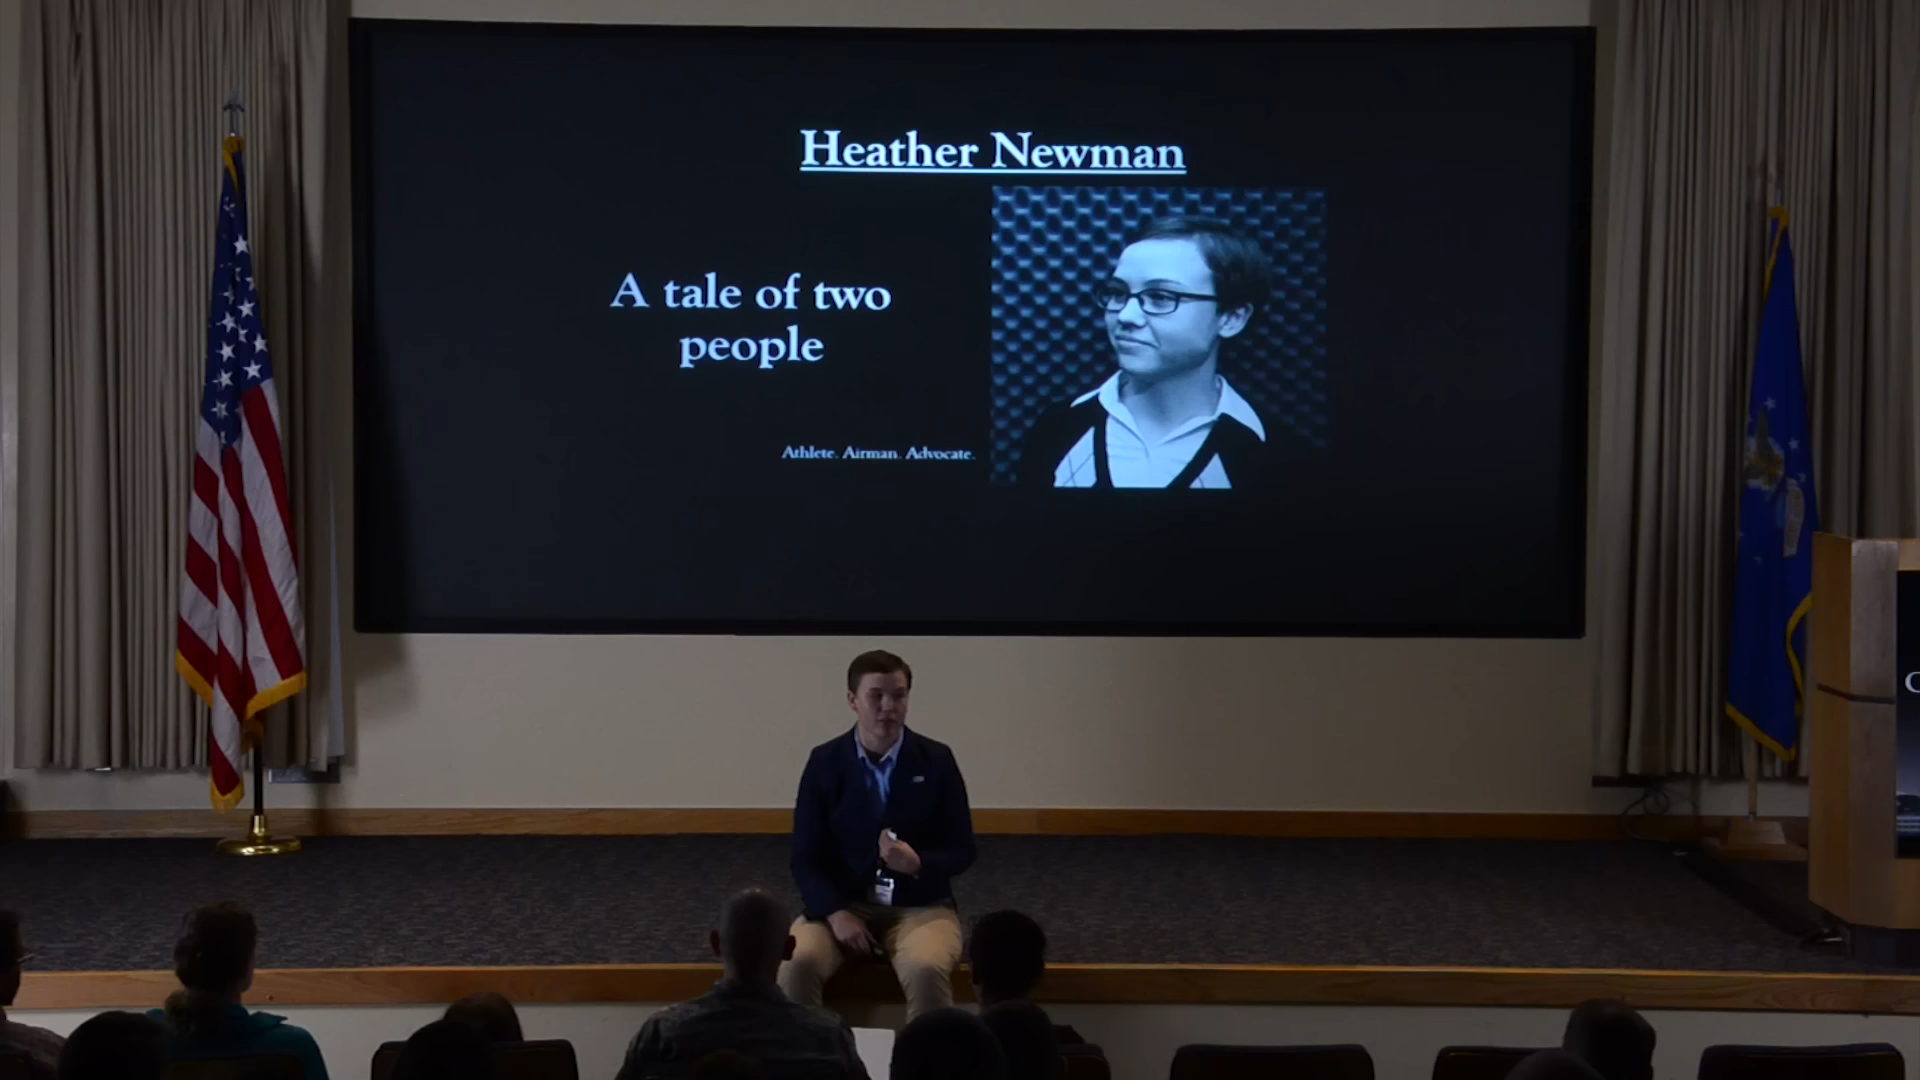 Heather Newman
A tale of two
people
Athlete. Airman. Advocate.